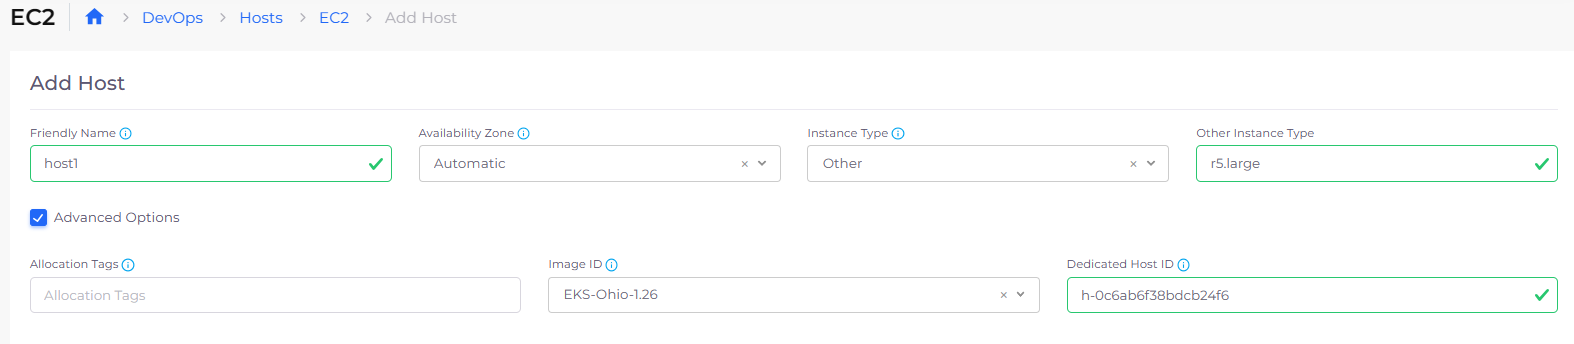 EC2 > DevOps > Hosts > EC2 > Add Host
Add Host
Friendly Name Availability Zone Instance Type Other Instance Type
host1 Automatic × Other × r5.large
Advanced Options
Allocation Tags Image ID Dedicated Host ID
Allocation Tags EKS-Ohio-1.26 × h-0c6ab6f38bdcb24f6